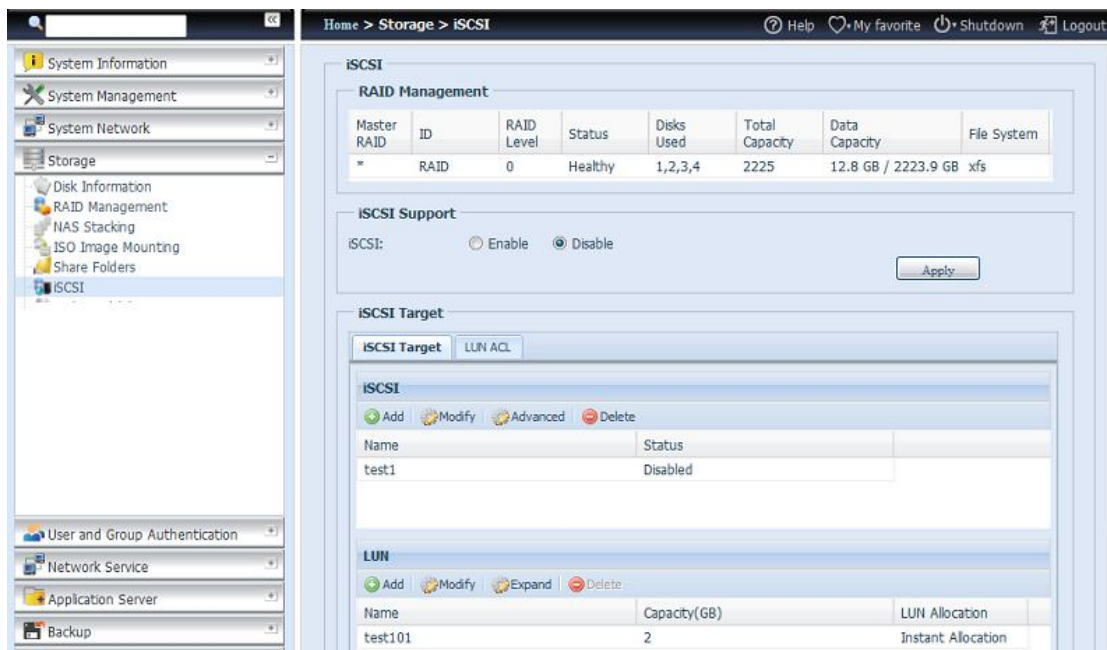 Home > Storage > iSCSI
Help My favorite Shutdown Logout
System Information
System Management
System Network
Storage
Disk Information
RAID Management
NAS Stacking
ISO Image Mounting
Share Folders
iSCSI
User and Group Authentication
Network Service
Application Server
Backup
iSCSI
RAID Management
Master RAID ID RAID Level Status Disks Used Total Capacity Data Capacity File System
* RAID 0 Healthy 1,2,3,4 2225 12.8 GB / 2223.9 GB xfs
iSCSI Support
iSCSI: Enable Disable
Apply
iSCSI Target
iSCSI Target LUN ACL
iSCSI
Add Modify Advanced Delete
Name Status
test1 Disabled
LUN
Add Modify Expand Delete
Name Capacity(GB) LUN Allocation
test101 2 Instant Allocation